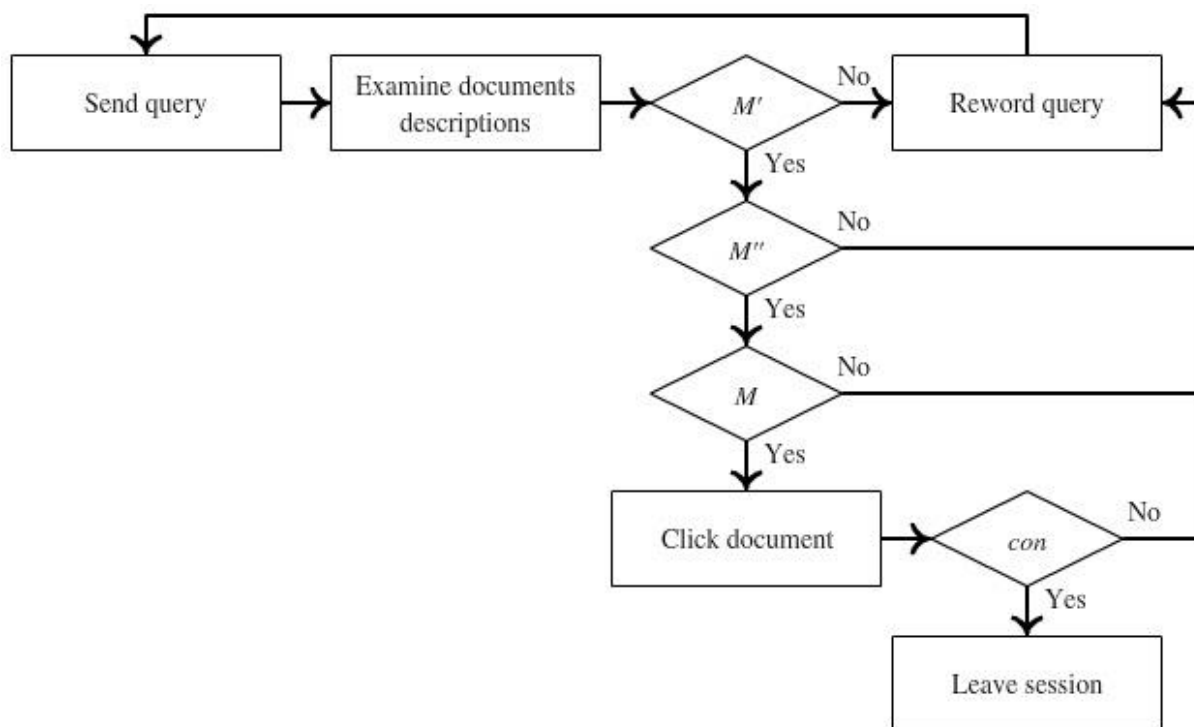 Send query
Examine documents
descriptions
M′
No
Reword query
Yes
M″
No
Yes
M
No
Yes
Click document
con
No
Yes
Leave session